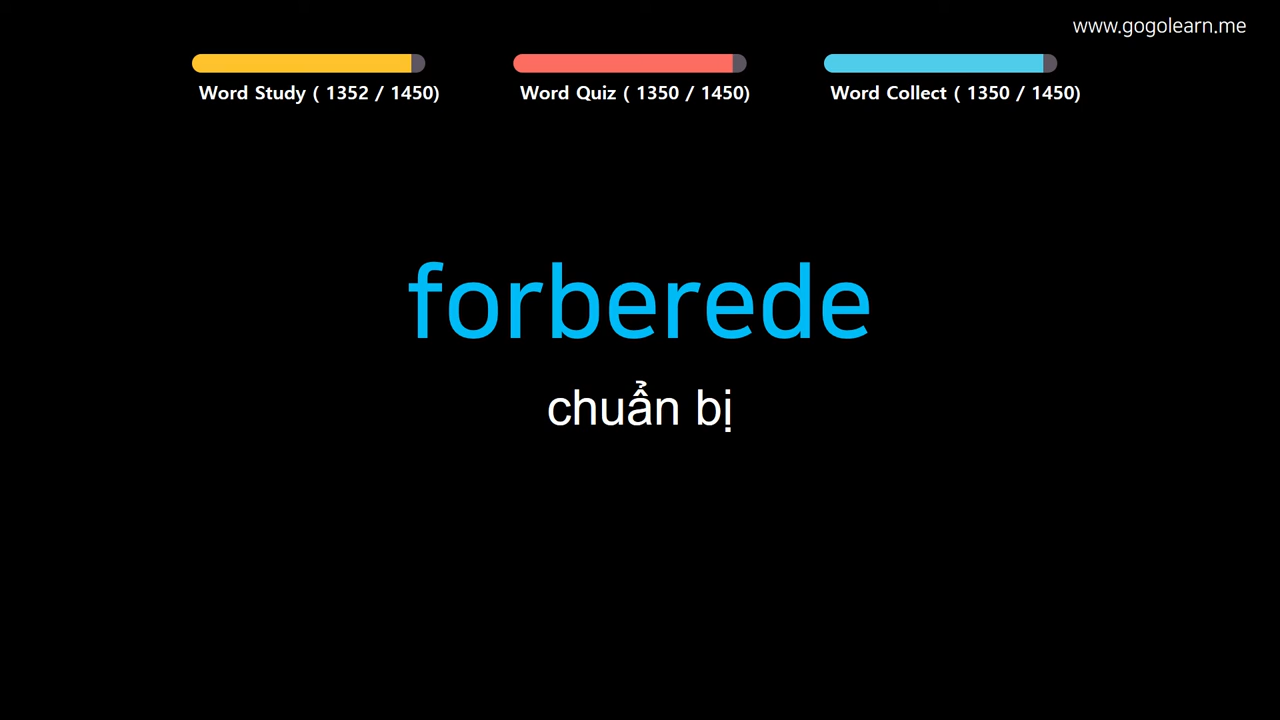 www.gogolearn.me
Word Study ( 1352 / 1450)
Word Quiz ( 1350 / 1450)
Word Collect ( 1350 / 1450)
forberede
chuẩn bị